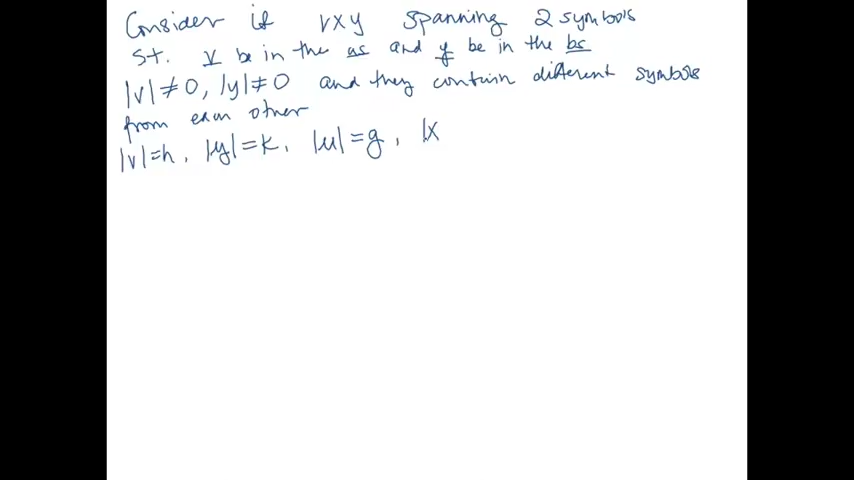 Consider if vxy spanning 2 symbols
st. v be in the as and y be in the bs
|v|≠0, |y|≠0 and they contain different symbols
from each other
|v|=h, |y|=k, |u|=g, |x